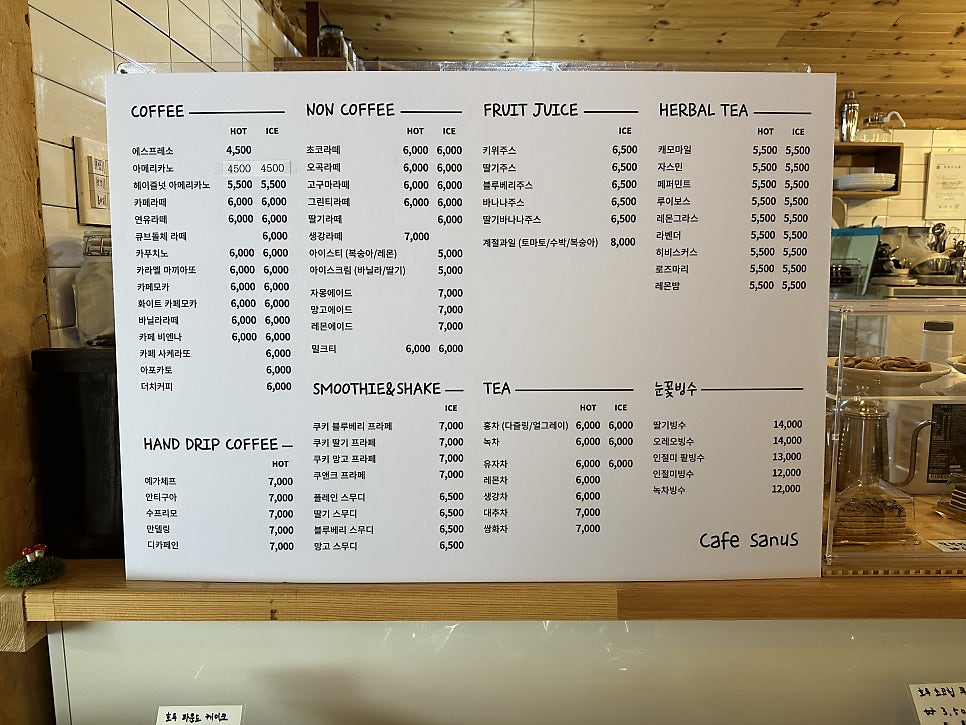 COFFEE
HOT ICE
에스프레소 4,500
아메리카노 4500 4500
헤이즐넛 아메리카노 5,500 5,500
카페라떼 6,000 6,000
연유라떼 6,000 6,000
큐브돌체 라떼 6,000
카푸치노 6,000 6,000
카라멜 마끼아또 6,000 6,000
카페모카 6,000 6,000
화이트 카페모카 6,000 6,000
바닐라라떼 6,000 6,000
카페 비엔나 6,000 6,000
카페 사케라또 6,000
아포카토 6,000
더치커피 6,000
HAND DRIP COFFEE
HOT
예가체프 7,000
안티구아 7,000
수프리모 7,000
만델링 7,000
디카페인 7,000
NON COFFEE
HOT ICE
초코라떼 6,000 6,000
오곡라떼 6,000 6,000
고구마라떼 6,000 6,000
그린티라떼 6,000 6,000
딸기라떼 6,000
생강라떼 7,000
아이스티 (복숭아/레몬) 5,000
아이스크림 (바닐라/딸기) 5,000
자몽에이드 7,000
망고에이드 7,000
레몬에이드 7,000
밀크티 6,000 6,000
SMOOTHIE&SHAKE
ICE
쿠키 블루베리 프라페 7,000
쿠키 딸기 프라페 7,000
쿠키 망고 프라페 7,000
쿠앤크 프라페 7,000
플레인 스무디 6,500
딸기 스무디 6,500
블루베리 스무디 6,500
망고 스무디 6,500
FRUIT JUICE
ICE
키위주스 6,500
딸기주스 6,500
블루베리주스 6,500
바나나주스 6,500
딸기바나나주스 6,500
계절과일 (토마토/수박/복숭아) 8,000
TEA
HOT ICE
홍차 (다즐링/얼그레이) 6,000 6,000
녹차 6,000 6,000
유자차 6,000 6,000
레몬차 6,000
생강차 6,000
대추차 7,000
쌍화차 7,000
HERBAL TEA
HOT ICE
캐모마일 5,500 5,500
자스민 5,500 5,500
페퍼민트 5,500 5,500
루이보스 5,500 5,500
레몬그라스 5,500 5,500
라벤더 5,500 5,500
히비스커스 5,500 5,500
로즈마리 5,500 5,500
레몬밤 5,500 5,500
눈꽃빙수
딸기빙수 14,000
오레오빙수 14,000
인절미 팥빙수 13,000
인절미빙수 12,000
녹차빙수 12,000
Cafe Sanus
호두 파운드 케이크